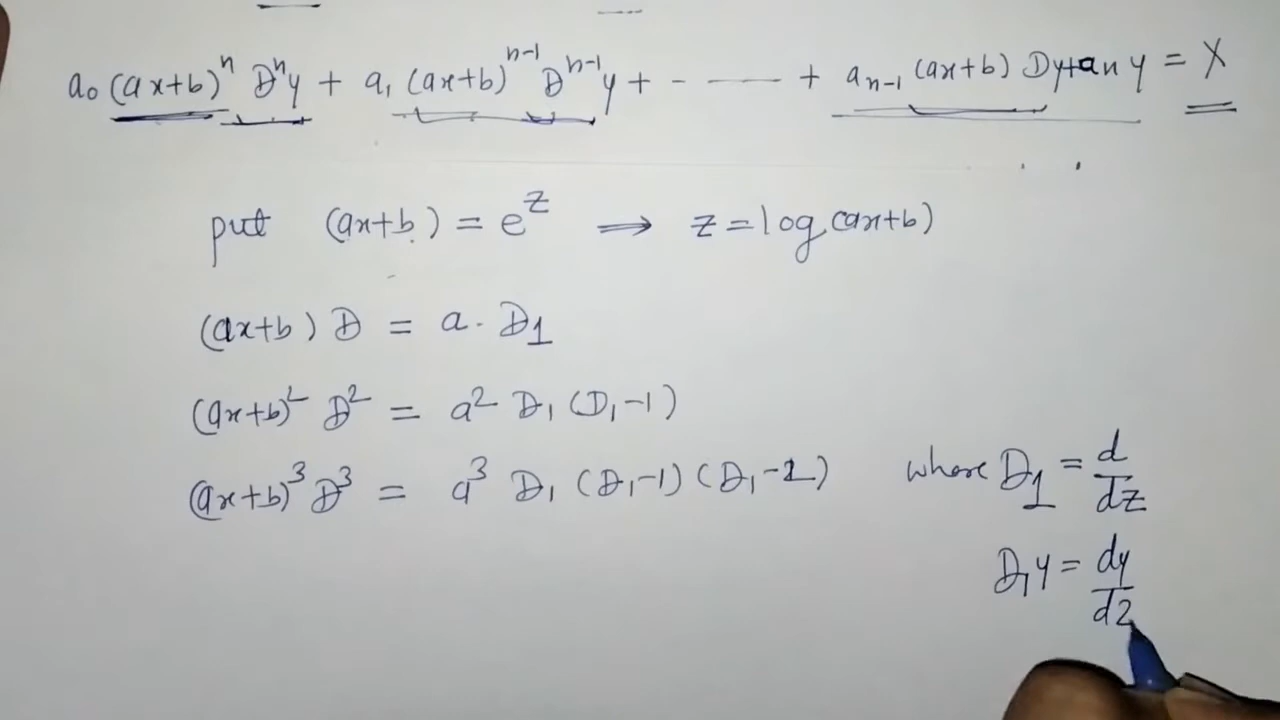 a₀ (ax+b)ⁿ Dⁿy + a₁ (ax+b)ⁿ⁻¹ Dⁿ⁻¹y + - —— + aₙ₋₁ (ax+b) Dy+aₙ y = X
put (ax+b) = e^z ⟹ z = log(ax+b)
(ax+b) D = a · D₁
(ax+b)² D² = a² D₁ (D₁-1)
(ax+b)³ D³ = a³ D₁ (D₁-1) (D₁-2) where D₁ = d/dz
D₁y = dy/dz